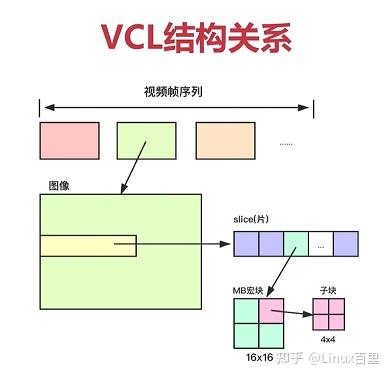 VCL结构关系
视频帧序列
......
图像
slice(片)
...
MB宏块
子块
16x16
4x4
知乎 @Linux百里